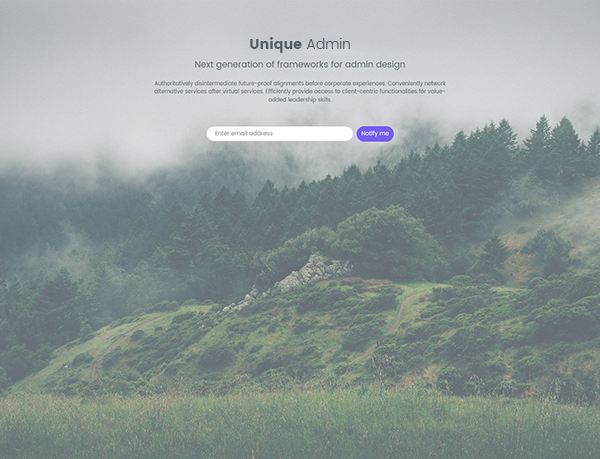 Unique Admin
Next generation of frameworks for admin design
Authoritatively disintermediate future-proof alignments before corporate experiences. Conveniently network
alternative services after virtual services. Efficiently provide access to client-centric functionalities for value-
added leadership skills.
Enter email address Notify me